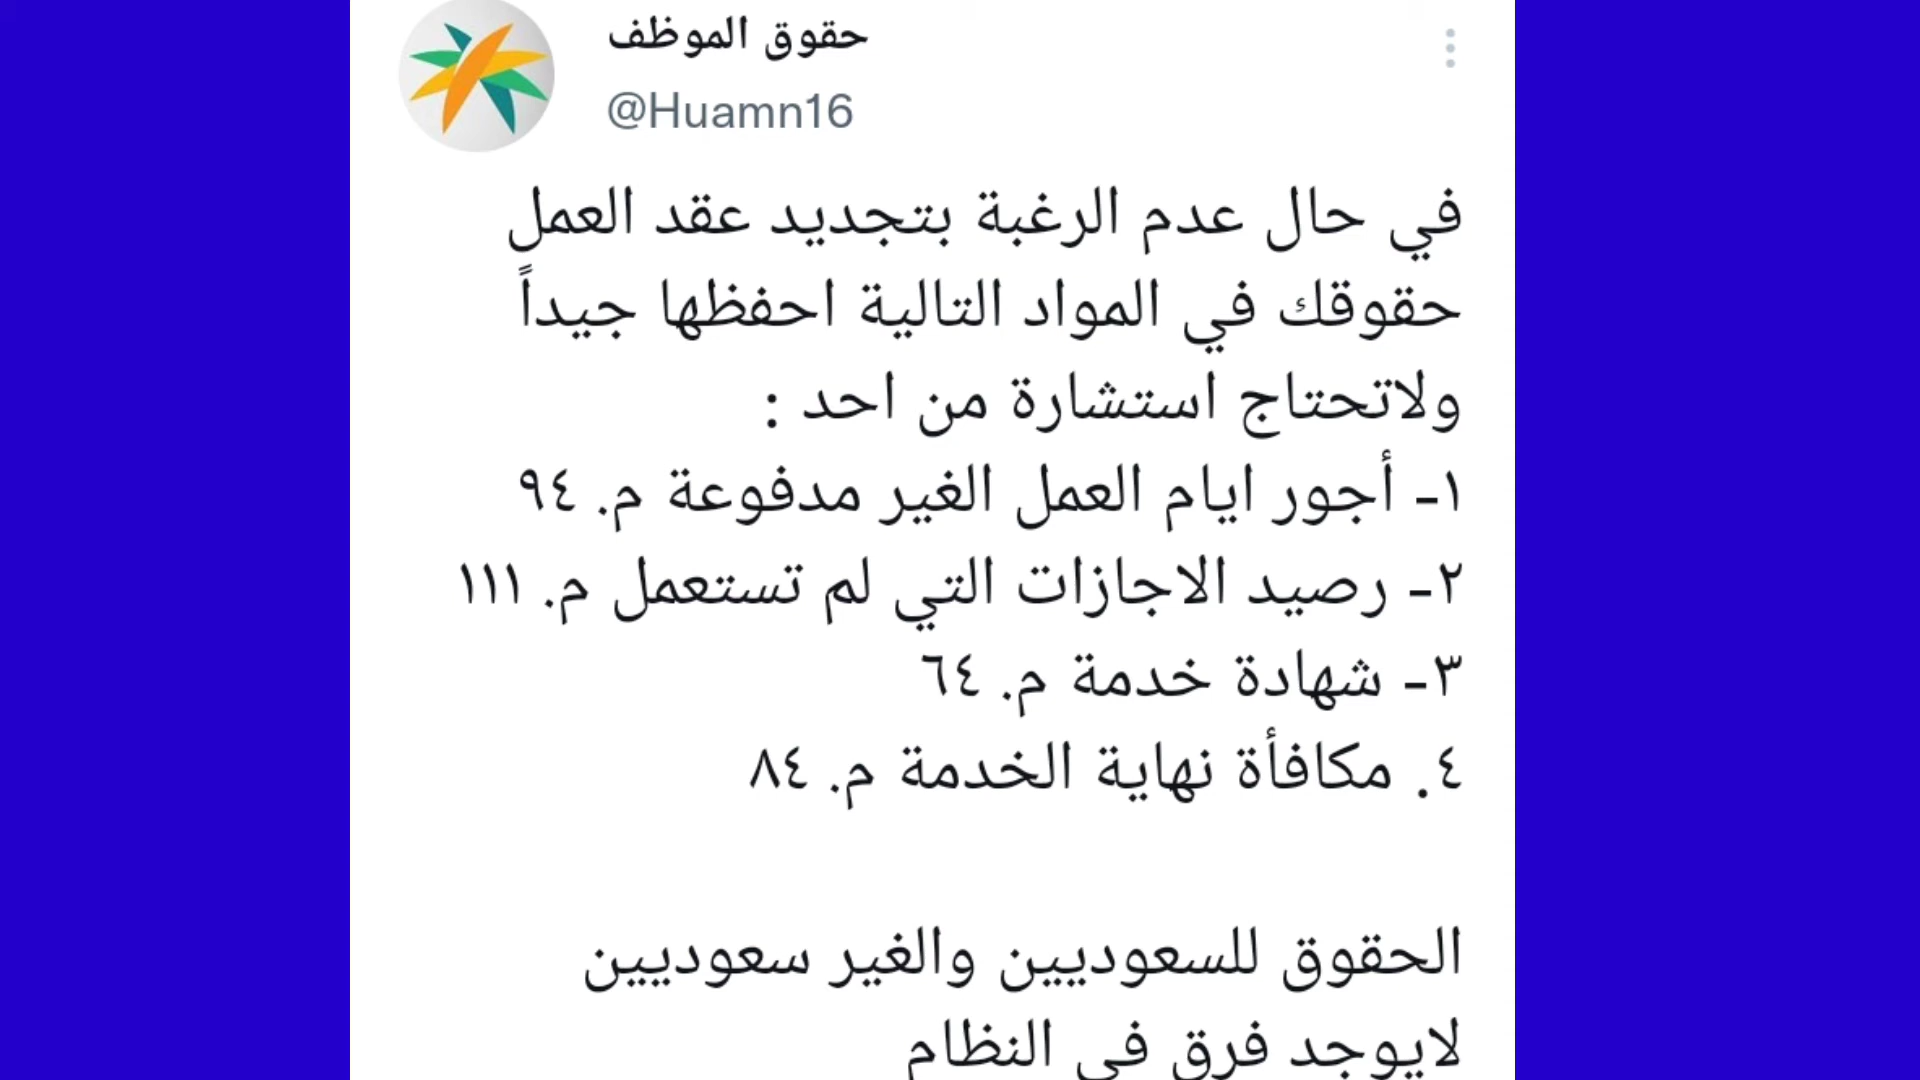 حقوق الموظف
@Huamn16
في حال عدم الرغبة بتجديد عقد العمل
حقوقك في المواد التالية احفظها جيداً
ولاتحتاج استشارة من احد :
١- أجور ايام العمل الغير مدفوعة م. ٩٤
٢- رصيد الاجازات التي لم تستعمل م. ١١١
٣- شهادة خدمة م. ٦٤
٤. مكافأة نهاية الخدمة م. ٨٤
الحقوق للسعوديين والغير سعوديين
لايوجد فرق في النظام